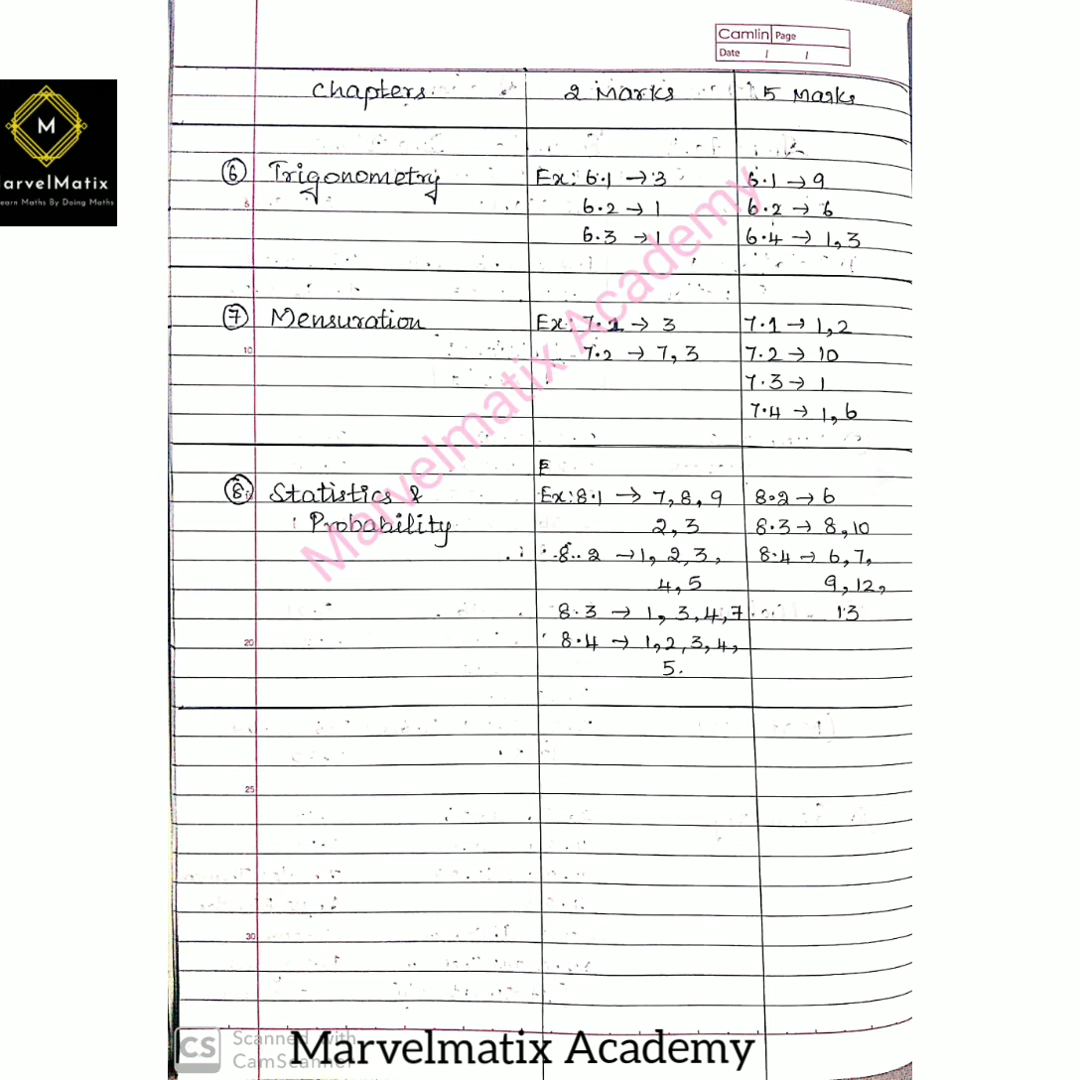 Camlin Page
Date / /
Chapters 2 Marks 5 Marks
M
MarvelMatix
Learn Maths By Doing Maths
⑥ Trigonometry Ex: 6.1 → 3 6.1 → 9
5 6.2 → 1 6.2 → 6
6.3 → 1 6.4 → 1, 3
⑦ Mensuration Ex: 7.1 → 3 7.1 → 1, 2
10 7.2 → 7, 3 7.2 → 10
7.3 → 1
7.4 → 1, 6
E
⑧ Statistics & Ex: 8.1 → 7, 8, 9 8.2 → 6
Probability 2, 3 8.3 → 8, 10
8.2 → 1, 2, 3, 8.4 → 6, 7,
4, 5 9, 12,
8.3 → 1, 3, 4, 7 13
20 8.4 → 1, 2, 3, 4,
5.
25
30
Marvelmatix Academy
CS Scanned with
CamScanner
Marvelmatix Academy